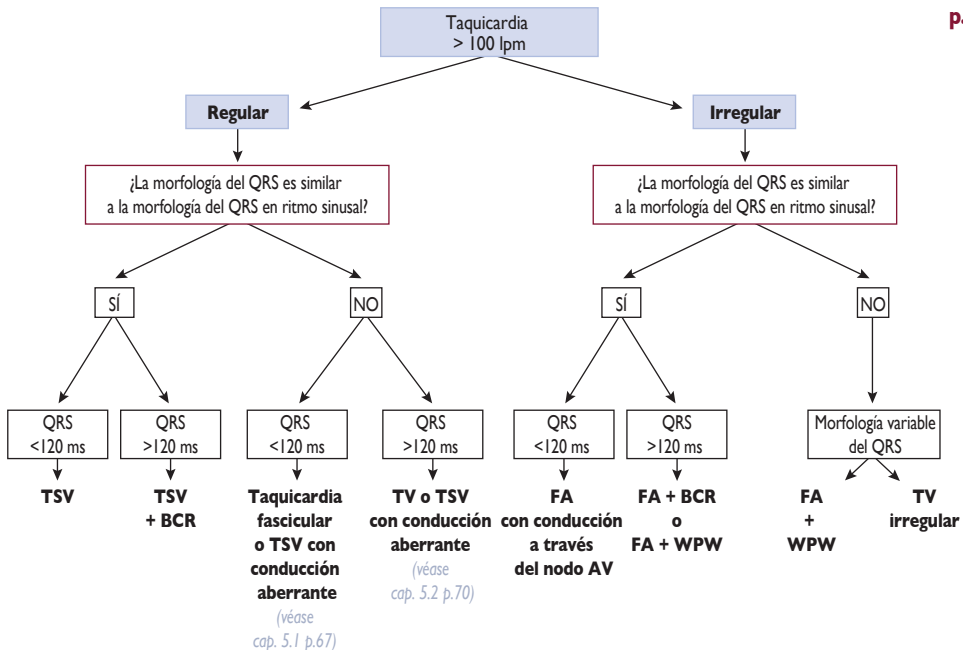 Taquicardia
> 100 lpm
p.
Regular
Irregular
¿La morfología del QRS es similar
a la morfología del QRS en ritmo sinusal?
¿La morfología del QRS es similar
a la morfología del QRS en ritmo sinusal?
SÍ
NO
SÍ
NO
QRS
<120 ms
QRS
>120 ms
QRS
<120 ms
QRS
>120 ms
QRS
<120 ms
QRS
>120 ms
Morfología variable
del QRS
TSV
TSV
+ BCR
Taquicardia
fascicular
o TSV con
conducción
aberrante
(véase
cap. 5.1 p.67)
TV o TSV
con conducción
aberrante
(véase
cap. 5.2 p.70)
FA
con conducción
a través
del nodo AV
FA + BCR
o
FA + WPW
FA
+
WPW
TV
irregular